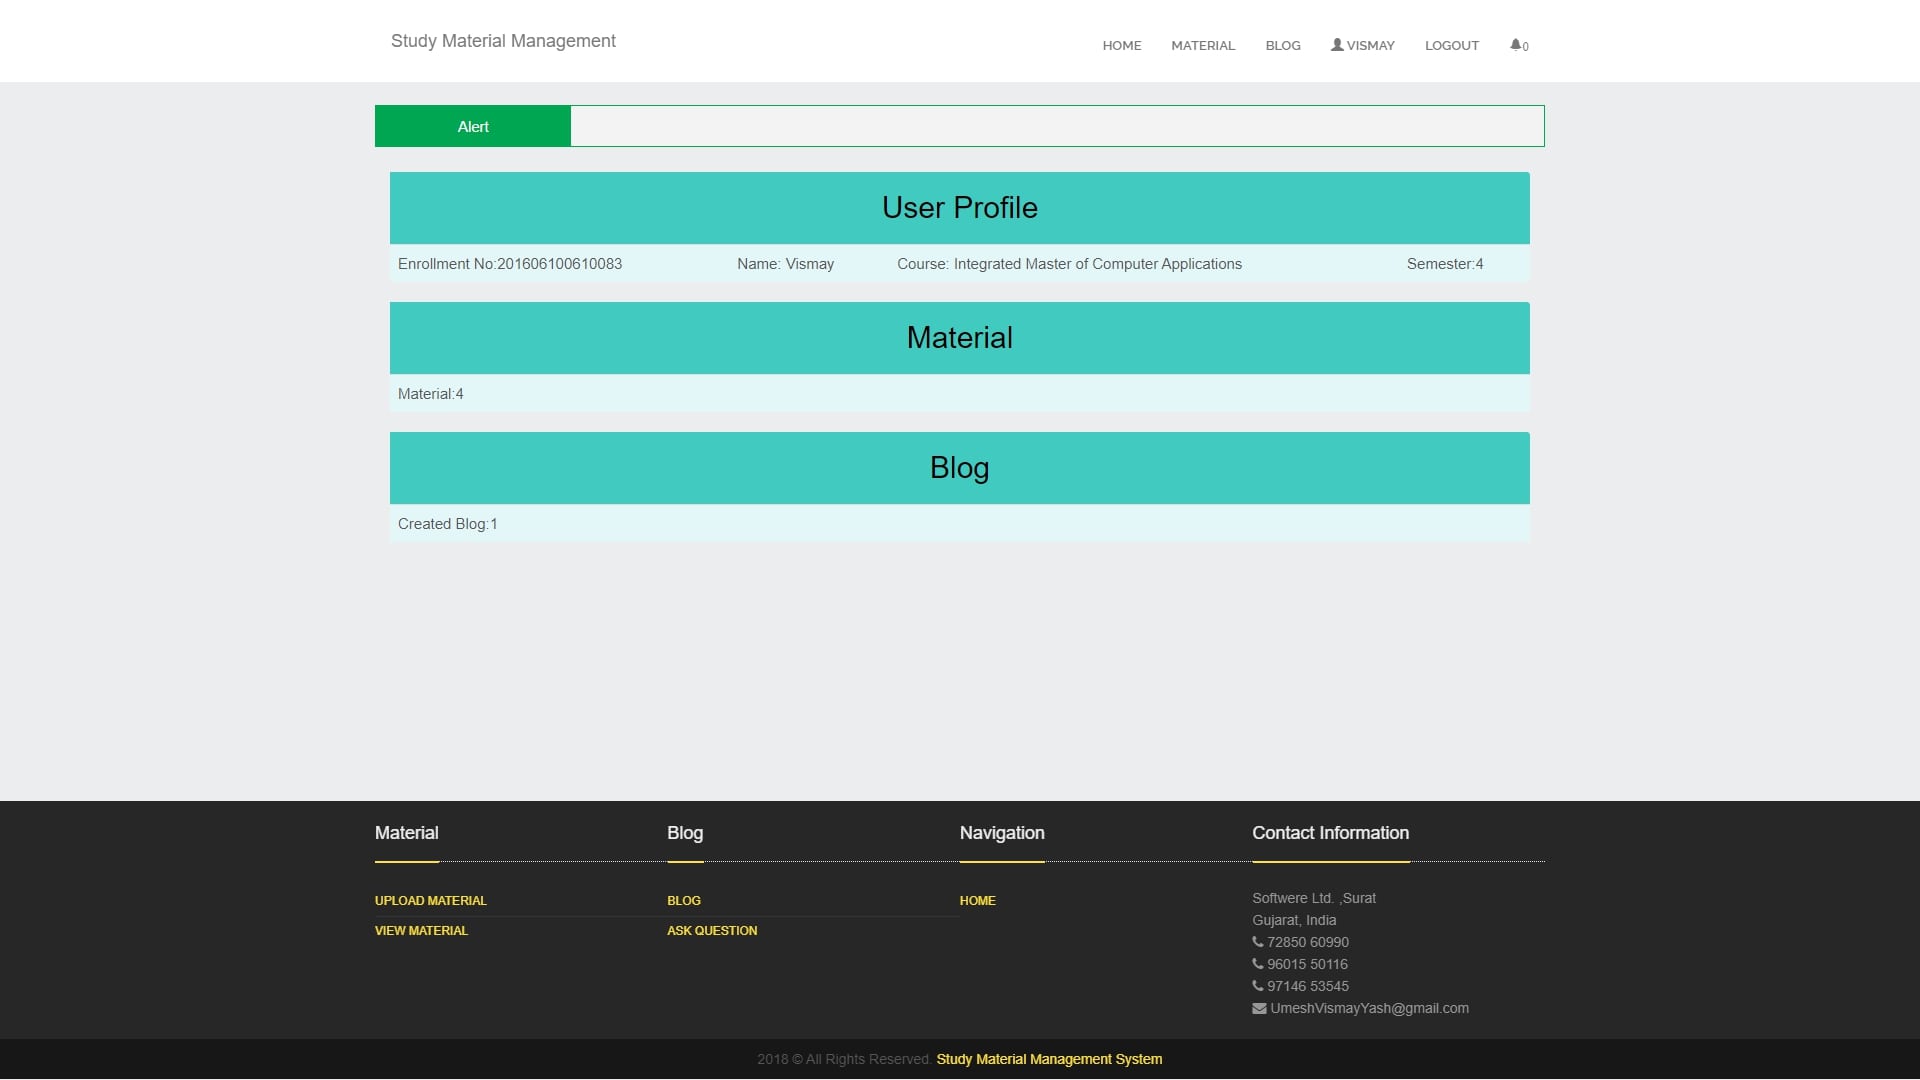 Study Material Management
HOME MATERIAL BLOG VISMAY LOGOUT 0
Alert
User Profile
Enrollment No:201606100610083 Name: Vismay Course: Integrated Master of Computer Applications Semester:4
Material
Material:4
Blog
Created Blog:1
Material Blog Navigation Contact Information
UPLOAD MATERIAL BLOG HOME
VIEW MATERIAL ASK QUESTION
Softwere Ltd. ,Surat
Gujarat, India
72850 60990
96015 50116
97146 53545
UmeshVismayYash@gmail.com
2018 © All Rights Reserved. Study Material Management System